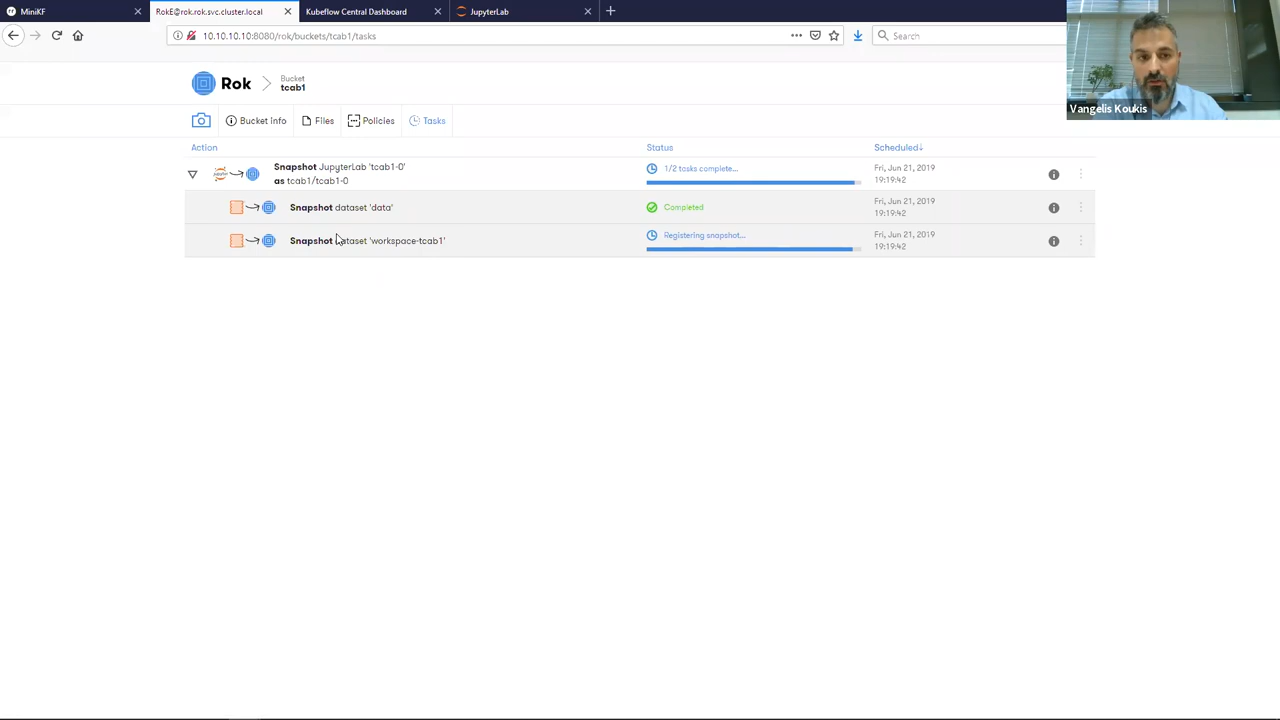 MiniKF
RokE@rok.rok.svc.cluster.local
Kubeflow Central Dashboard
JupyterLab
10.10.10.10:8080/rok/buckets/tcab1/tasks
Search
Vangelis Koukis
Rok
Bucket
tcab1
Bucket info
Files
Policies
Tasks
Action
Status
Scheduled↓
Snapshot JupyterLab 'tcab1-0'
as tcab1/tcab1-0
1/2 tasks complete...
Fri, Jun 21, 2019
19:19:42
Snapshot dataset 'data'
Completed
Fri, Jun 21, 2019
19:19:42
Snapshot dataset 'workspace-tcab1'
Registering snapshot...
Fri, Jun 21, 2019
19:19:42